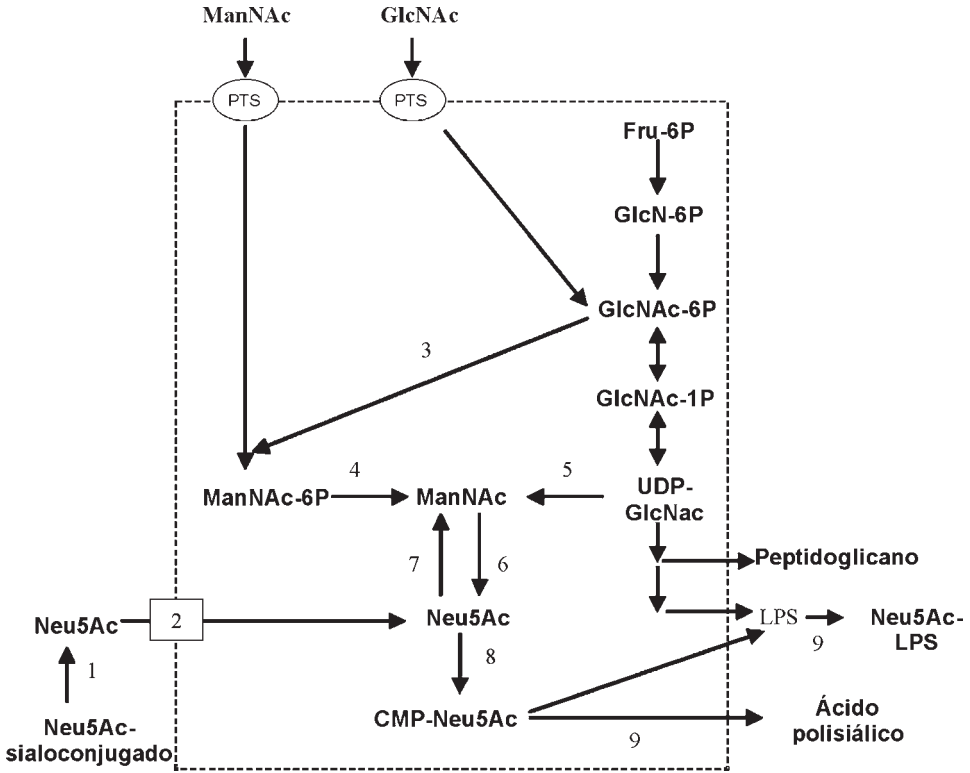 ManNAc GlcNAc
PTS PTS
Fru-6P
GlcN-6P
GlcNAc-6P
3
GlcNAc-1P
4 5
ManNAc-6P ManNAc UDP-
GlcNac
Peptidoglicano
7 6
Neu5Ac 2 Neu5Ac LPS Neu5Ac-
LPS
9
1 8
Neu5Ac-
sialoconjugado
CMP-Neu5Ac Ácido
polisiálico
9